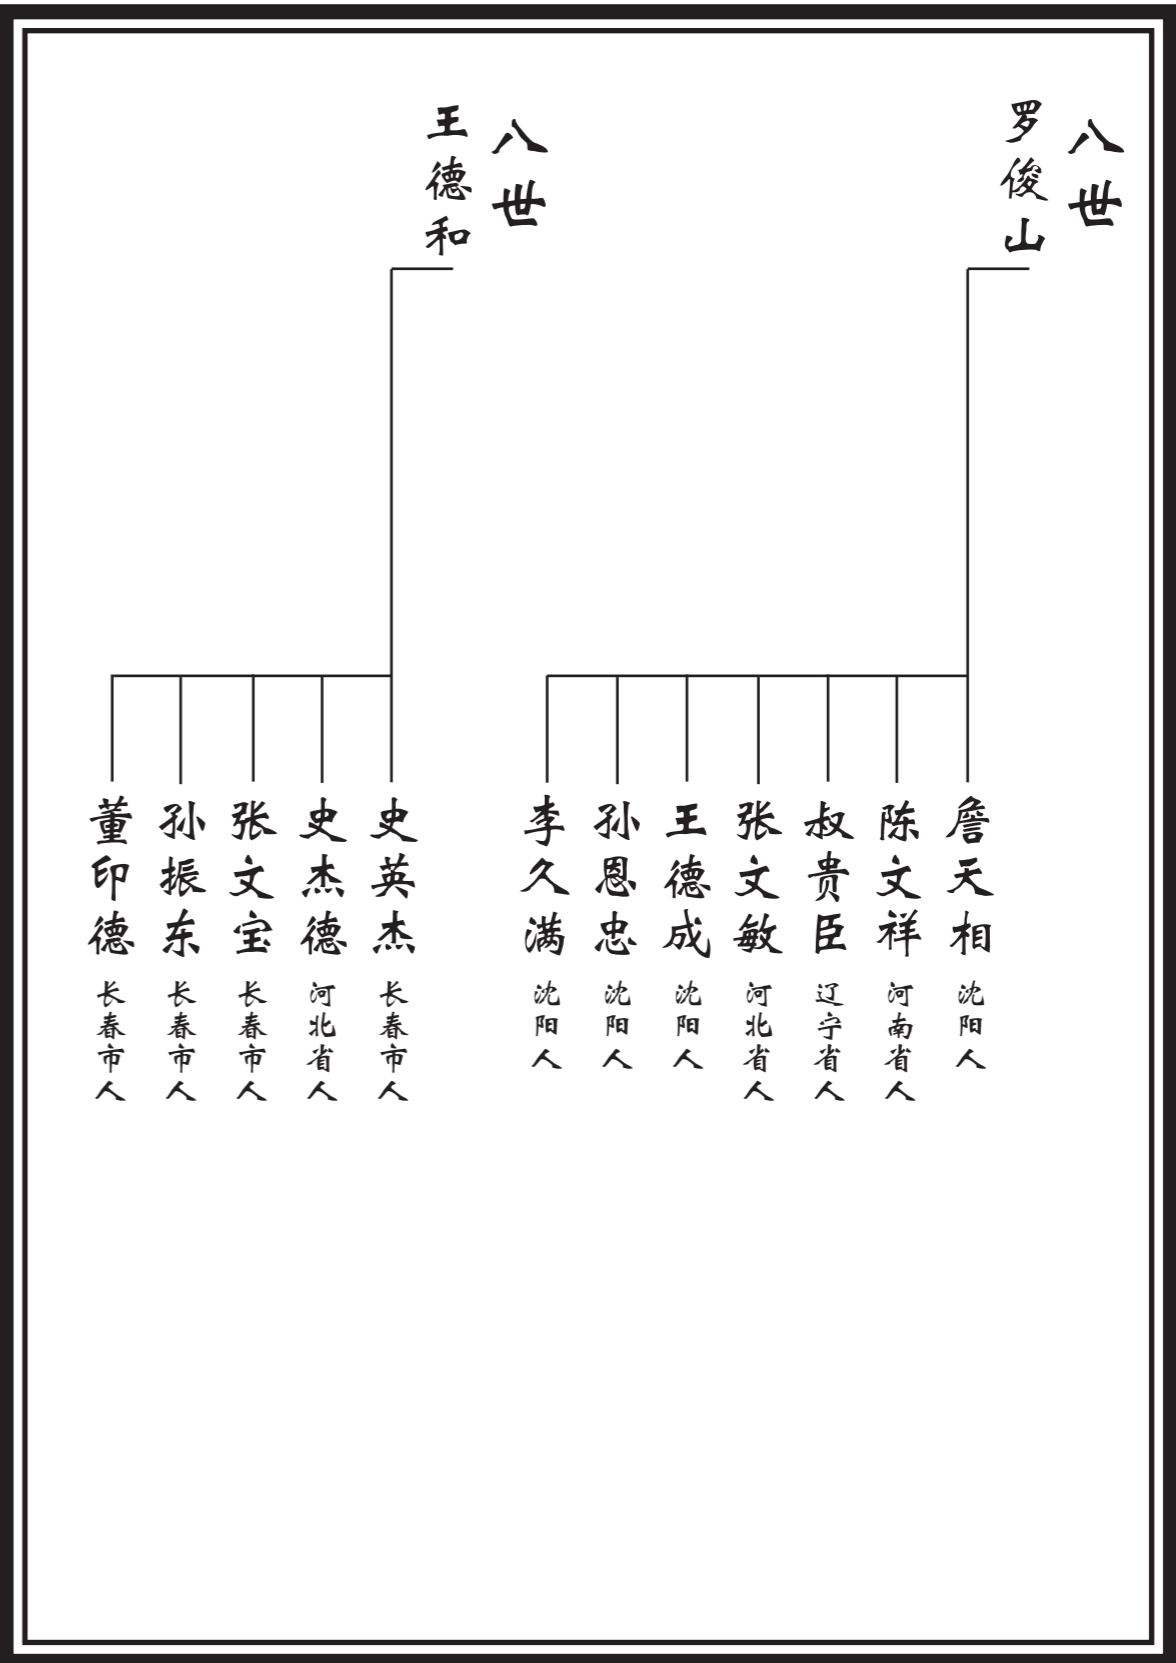 八世
罗俊山
詹天相 沈阳人
陈文祥 河南省人
叔贵臣 辽宁省人
张文敏 河北省人
王德成 沈阳人
孙恩忠 沈阳人
李久满 沈阳人
八世
王德和
史英杰 长春市人
史杰德 河北省人
张文宝 长春市人
孙振东 长春市人
董印德 长春市人